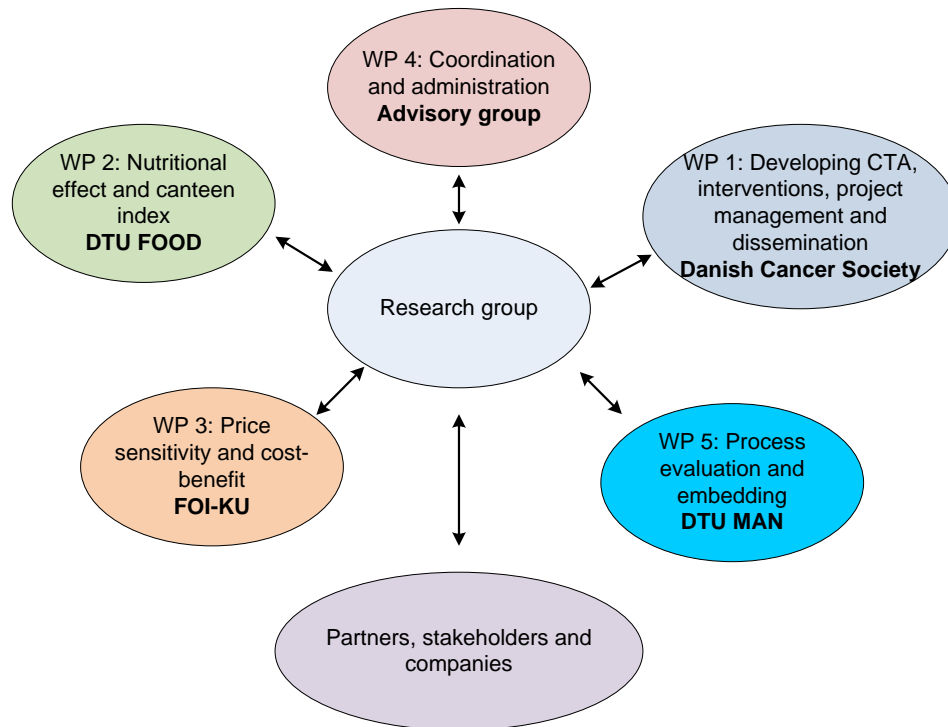 WP 4: Coordination
and administration
Advisory group
WP 2: Nutritional
effect and canteen
index
DTU FOOD
WP 1: Developing CTA,
interventions, project
management and
dissemination
Danish Cancer Society
Research group
WP 3: Price
sensitivity and cost-
benefit
FOI-KU
WP 5: Process
evaluation and
embedding
DTU MAN
Partners, stakeholders and
companies